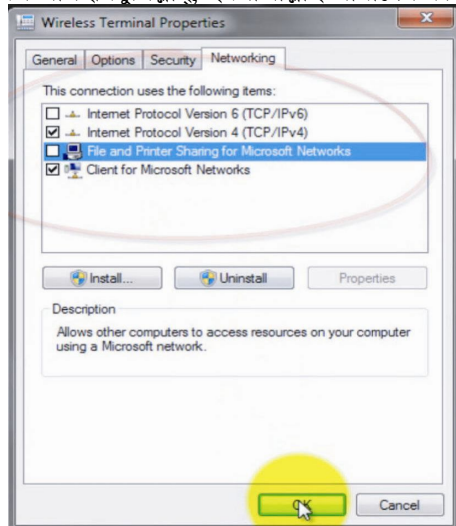 Wireless Terminal Properties
General Options Security Networking
This connection uses the following items:
Internet Protocol Version 6 (TCP/IPv6)
Internet Protocol Version 4 (TCP/IPv4)
File and Printer Sharing for Microsoft Networks
Client for Microsoft Networks
Install... Uninstall Properties
Description
Allows other computers to access resources on your computer
using a Microsoft network.
OK Cancel